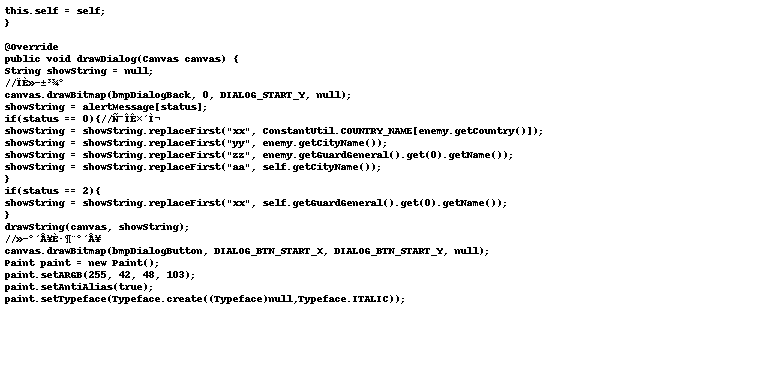 this.self = self;
}
@Override
public void drawDialog(Canvas canvas) {
String showString = null;
//ÏÈ»­±³¾°
canvas.drawBitmap(bmpDialogBack, 0, DIALOG_START_Y, null);
showString = alertMessage[status];
if(status == 0){//Ñ¯ÎÊ×´Ì¬
showString = showString.replaceFirst("xx", ConstantUtil.COUNTRY_NAME[enemy.getCountry()]);
showString = showString.replaceFirst("yy", enemy.getCityName());
showString = showString.replaceFirst("zz", enemy.getGuardGeneral().get(0).getName());
showString = showString.replaceFirst("aa", self.getCityName());
}
if(status == 2){
showString = showString.replaceFirst("xx", self.getGuardGeneral().get(0).getName());
}
drawString(canvas, showString);
//»­°´Å¥È·¶¨°´Å¥
canvas.drawBitmap(bmpDialogButton, DIALOG_BTN_START_X, DIALOG_BTN_START_Y, null);
Paint paint = new Paint();
paint.setARGB(255, 42, 48, 103);
paint.setAntiAlias(true);
paint.setTypeface(Typeface.create((Typeface)null,Typeface.ITALIC));